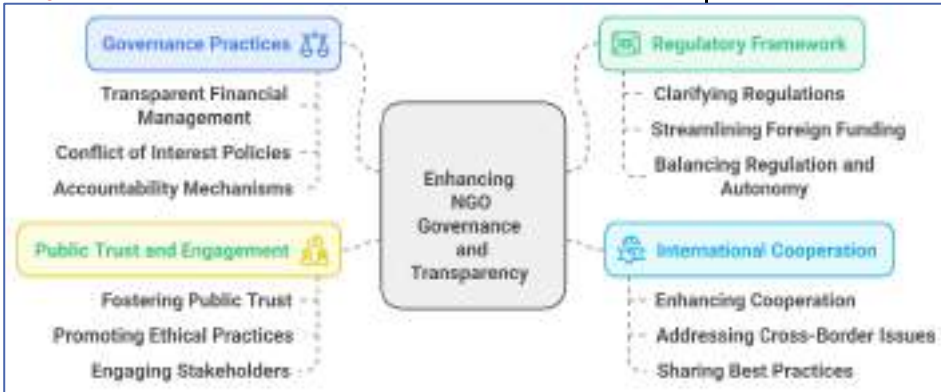 Governance Practices
Transparent Financial
Management
Conflict of Interest Policies
Accountability Mechanisms
Public Trust and Engagement
Fostering Public Trust
Promoting Ethical Practices
Engaging Stakeholders
Enhancing
NGO
Governance
and
Transparency
Regulatory Framework
Clarifying Regulations
Streamlining Foreign Funding
Balancing Regulation and
Autonomy
International Cooperation
Enhancing Cooperation
Addressing Cross-Border Issues
Sharing Best Practices